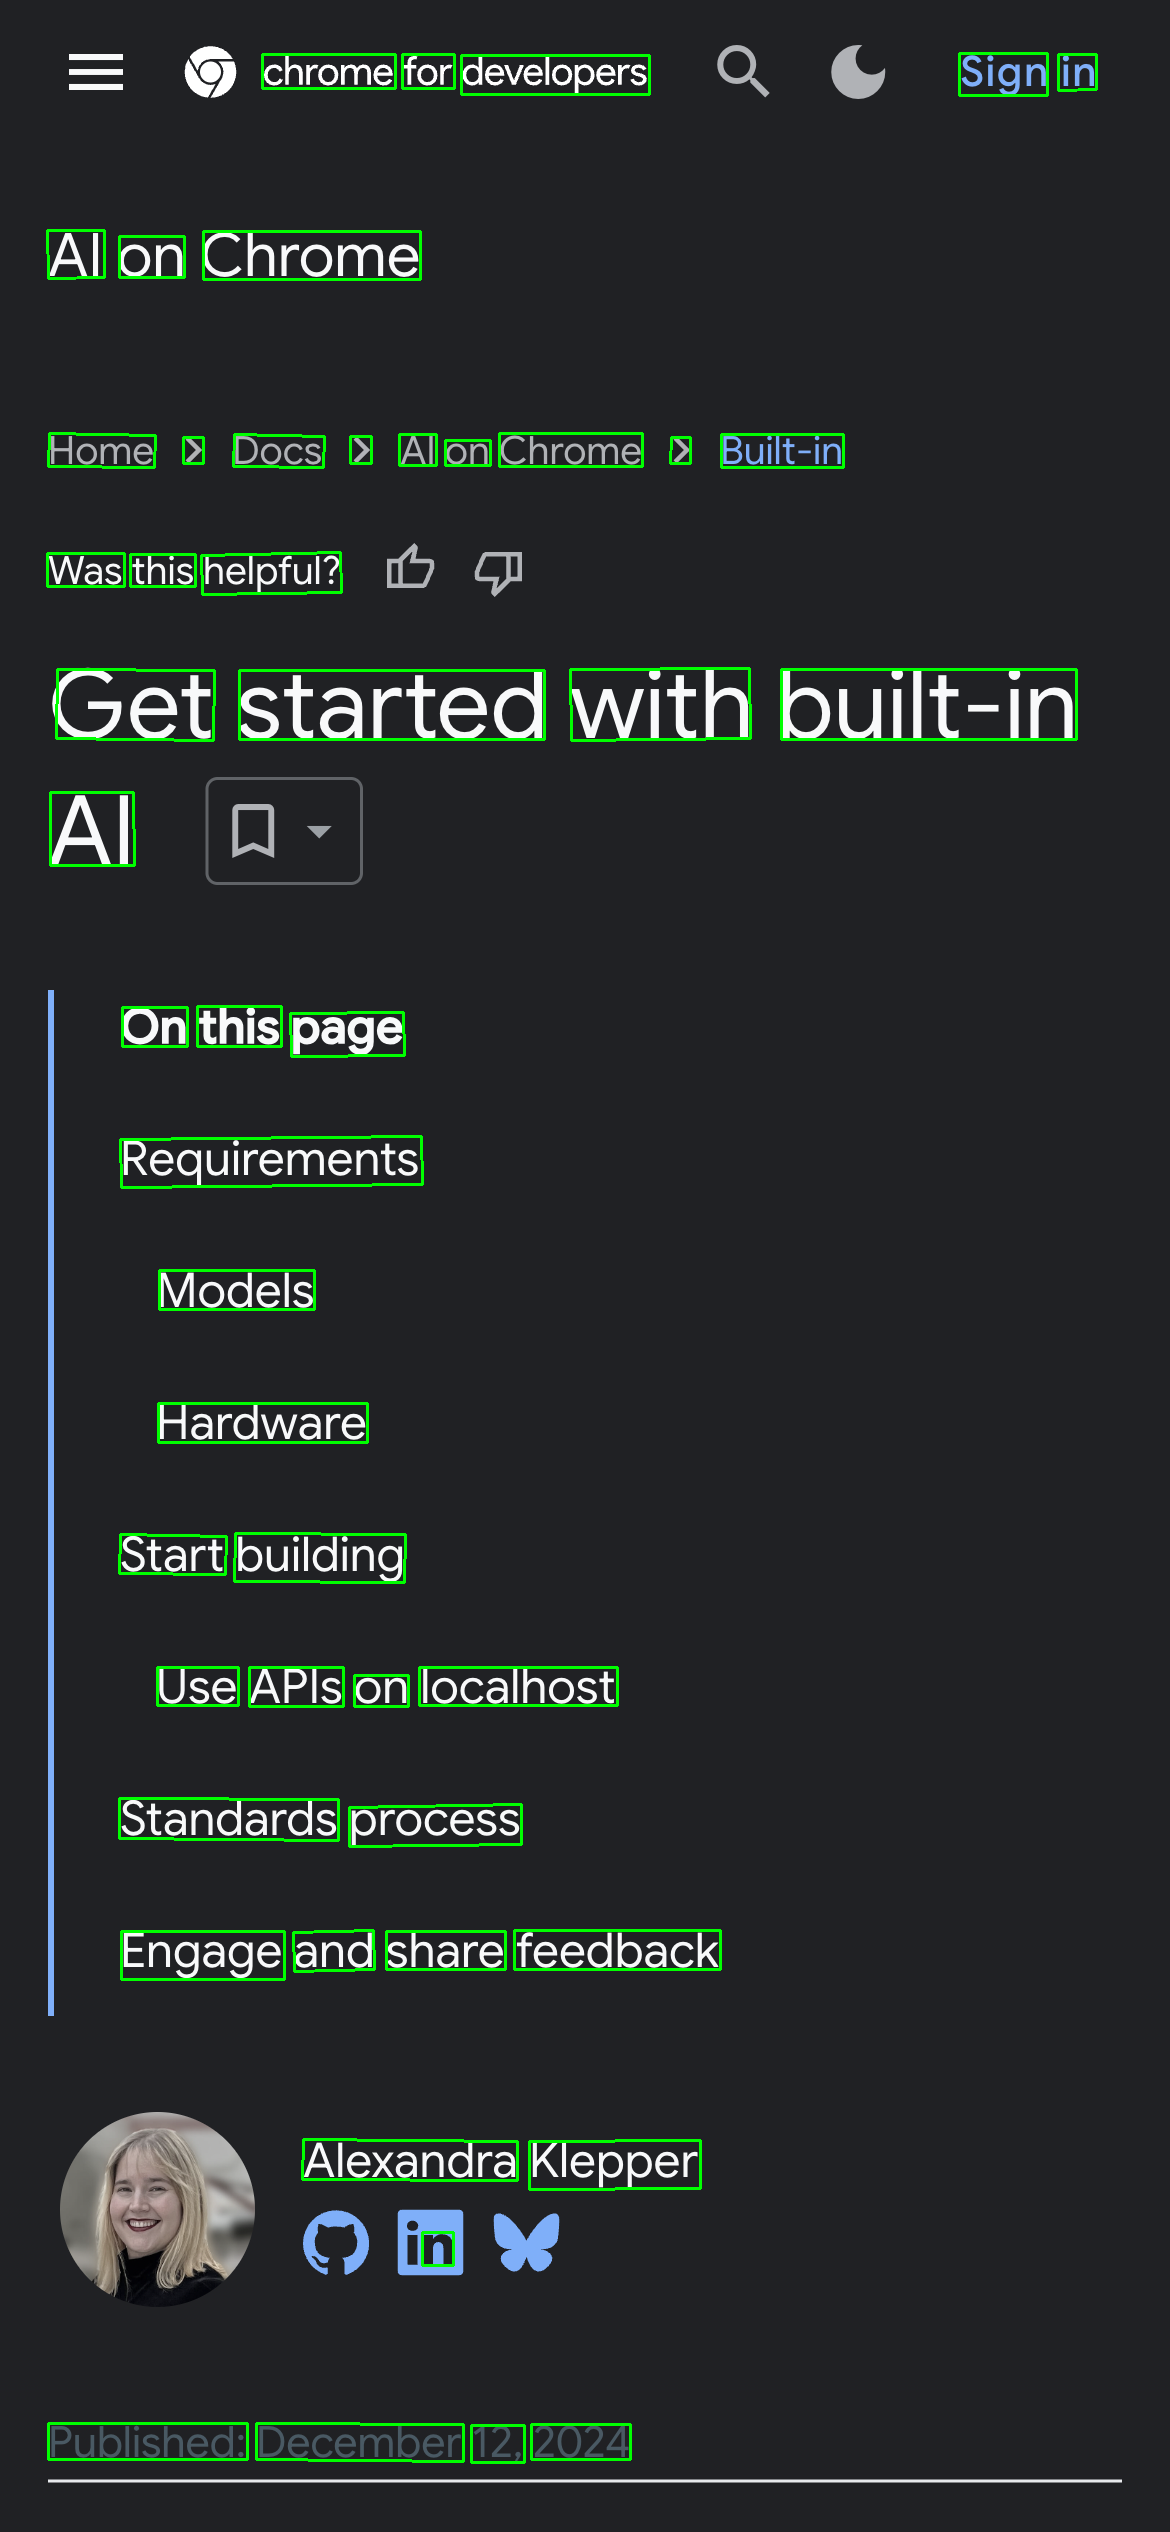 chrome for developers
Sign in
AI on Chrome
Home > Docs > AI on Chrome > Built-in
Was this helpful?
Get started with built-in
AI
On this page
Requirements
Models
Hardware
Start building
Use APIs on localhost
Standards process
Engage and share feedback
Alexandra Klepper
in
Published: December 12, 2024